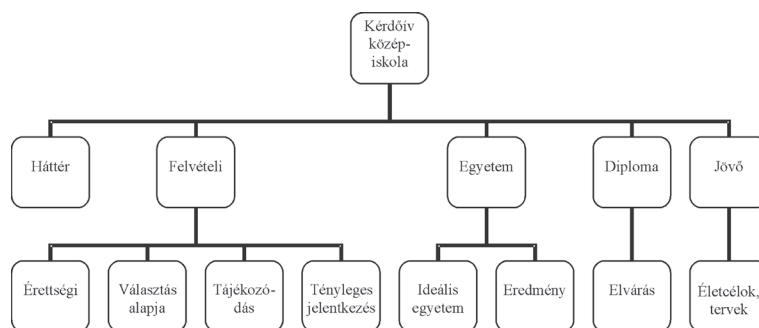 Kérdőív
közép-
iskola
Háttér
Felvételi
Egyetem
Diploma
Jövő
Érettségi
Választás
alapja
Tájékozó-
dás
Tényleges
jelentkezés
Ideális
egyetem
Eredmény
Elvárás
Életcélok,
tervek